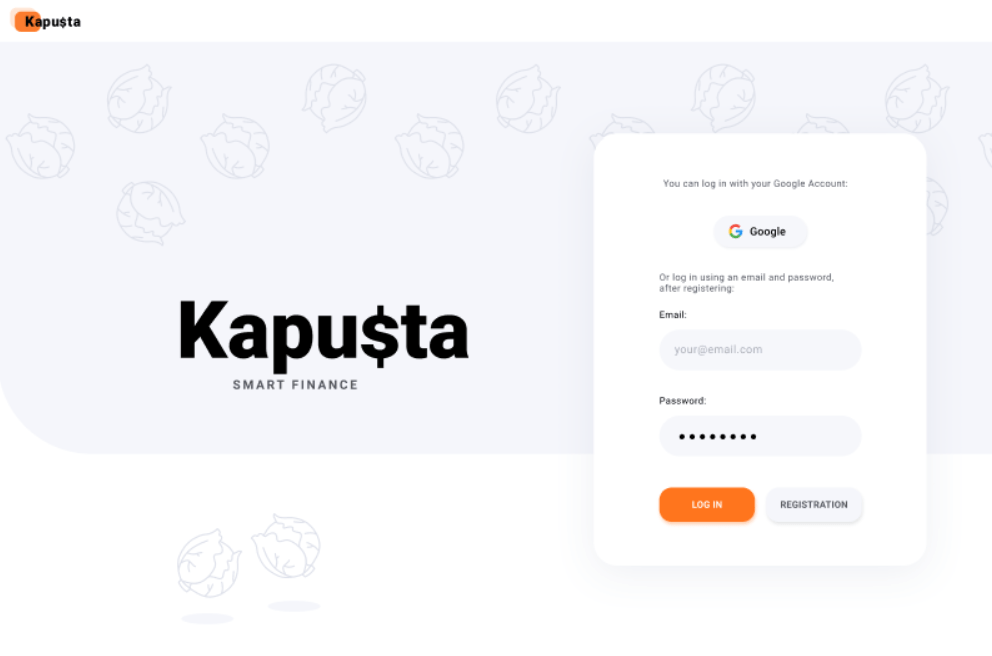 Kapu$ta
You can log in with your Google Account:
Google
Or log in using an email and password,
after registering:
Email:
your@email.com
Password:
Kapu$ta
SMART FINANCE
LOG IN
REGISTRATION